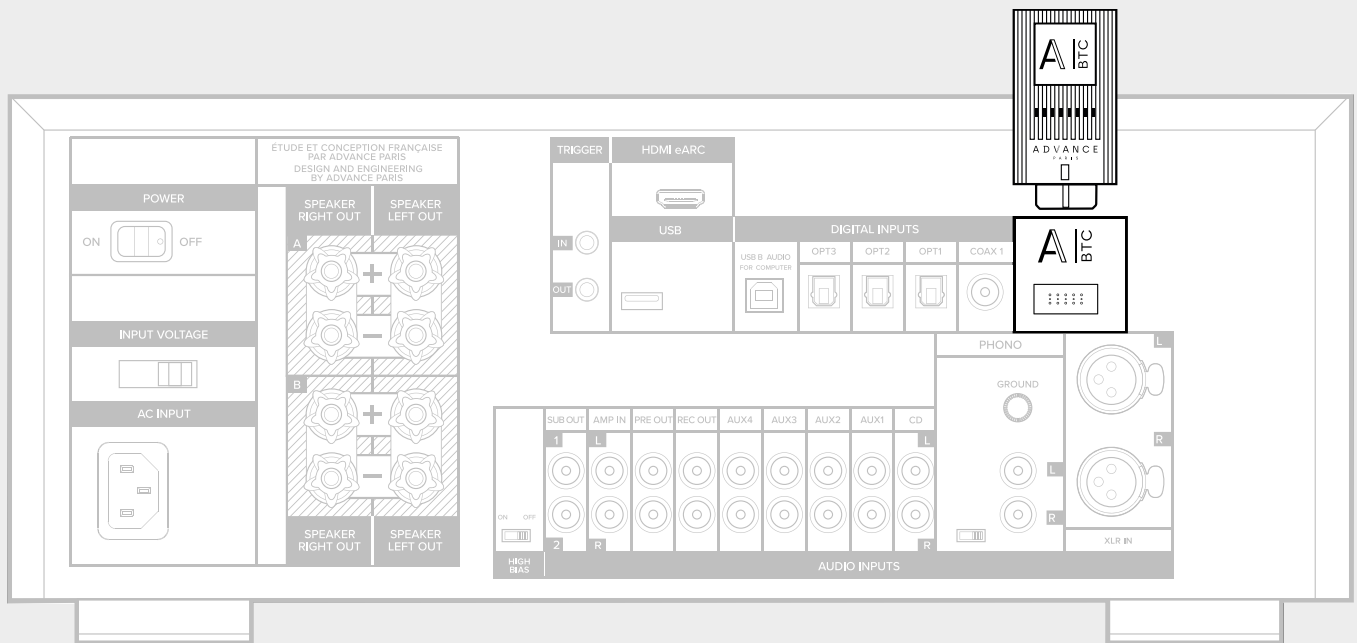 A BTC
ADVANCE
PARIS
A BTC
ÉTUDE ET CONCEPTION FRANÇAISE
PAR ADVANCE PARIS
DESIGN AND ENGINEERING
BY ADVANCE PARIS
POWER
ON OFF
INPUT VOLTAGE
AC INPUT
SPEAKER RIGHT OUT
SPEAKER LEFT OUT
A
+
−
B
+
−
SPEAKER RIGHT OUT
SPEAKER LEFT OUT
TRIGGER
IN
OUT
HDMI eARC
USB
DIGITAL INPUTS
USB B AUDIO
FOR COMPUTER
OPT3
OPT2
OPT1
COAX 1
PHONO
GROUND
L
R
L
R
XLR IN
SUB OUT
AMP IN
PRE OUT
REC OUT
AUX4
AUX3
AUX2
AUX1
CD
1
L
L
ON OFF
2
R
R
HIGH
BIAS
AUDIO INPUTS